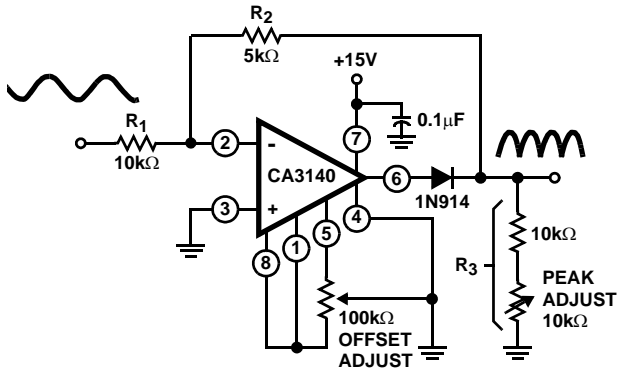 R2
5kΩ
+15V
R1
10kΩ
0.1µF
2
-
7
CA3140
6
1N914
3
+
4
5
1
8
10kΩ
R3
PEAK
ADJUST
10kΩ
100kΩ
OFFSET
ADJUST